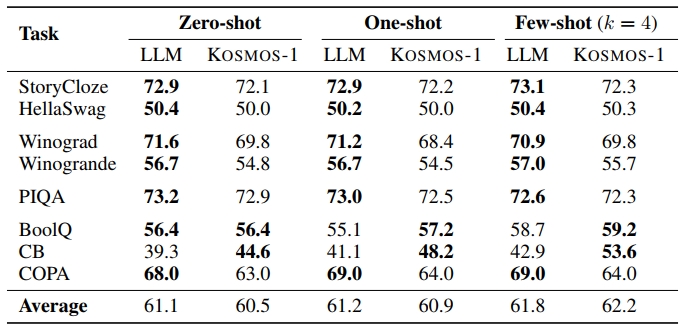 Task Zero-shot One-shot Few-shot (k = 4)
LLM KOSMOS-1 LLM KOSMOS-1 LLM KOSMOS-1
StoryCloze 72.9 72.1 72.9 72.2 73.1 72.3
HellaSwag 50.4 50.0 50.2 50.0 50.4 50.3
Winograd 71.6 69.8 71.2 68.4 70.9 69.8
Winogrande 56.7 54.8 56.7 54.5 57.0 55.7
PIQA 73.2 72.9 73.0 72.5 72.6 72.3
BoolQ 56.4 56.4 55.1 57.2 58.7 59.2
CB 39.3 44.6 41.1 48.2 42.9 53.6
COPA 68.0 63.0 69.0 64.0 69.0 64.0
Average 61.1 60.5 61.2 60.9 61.8 62.2